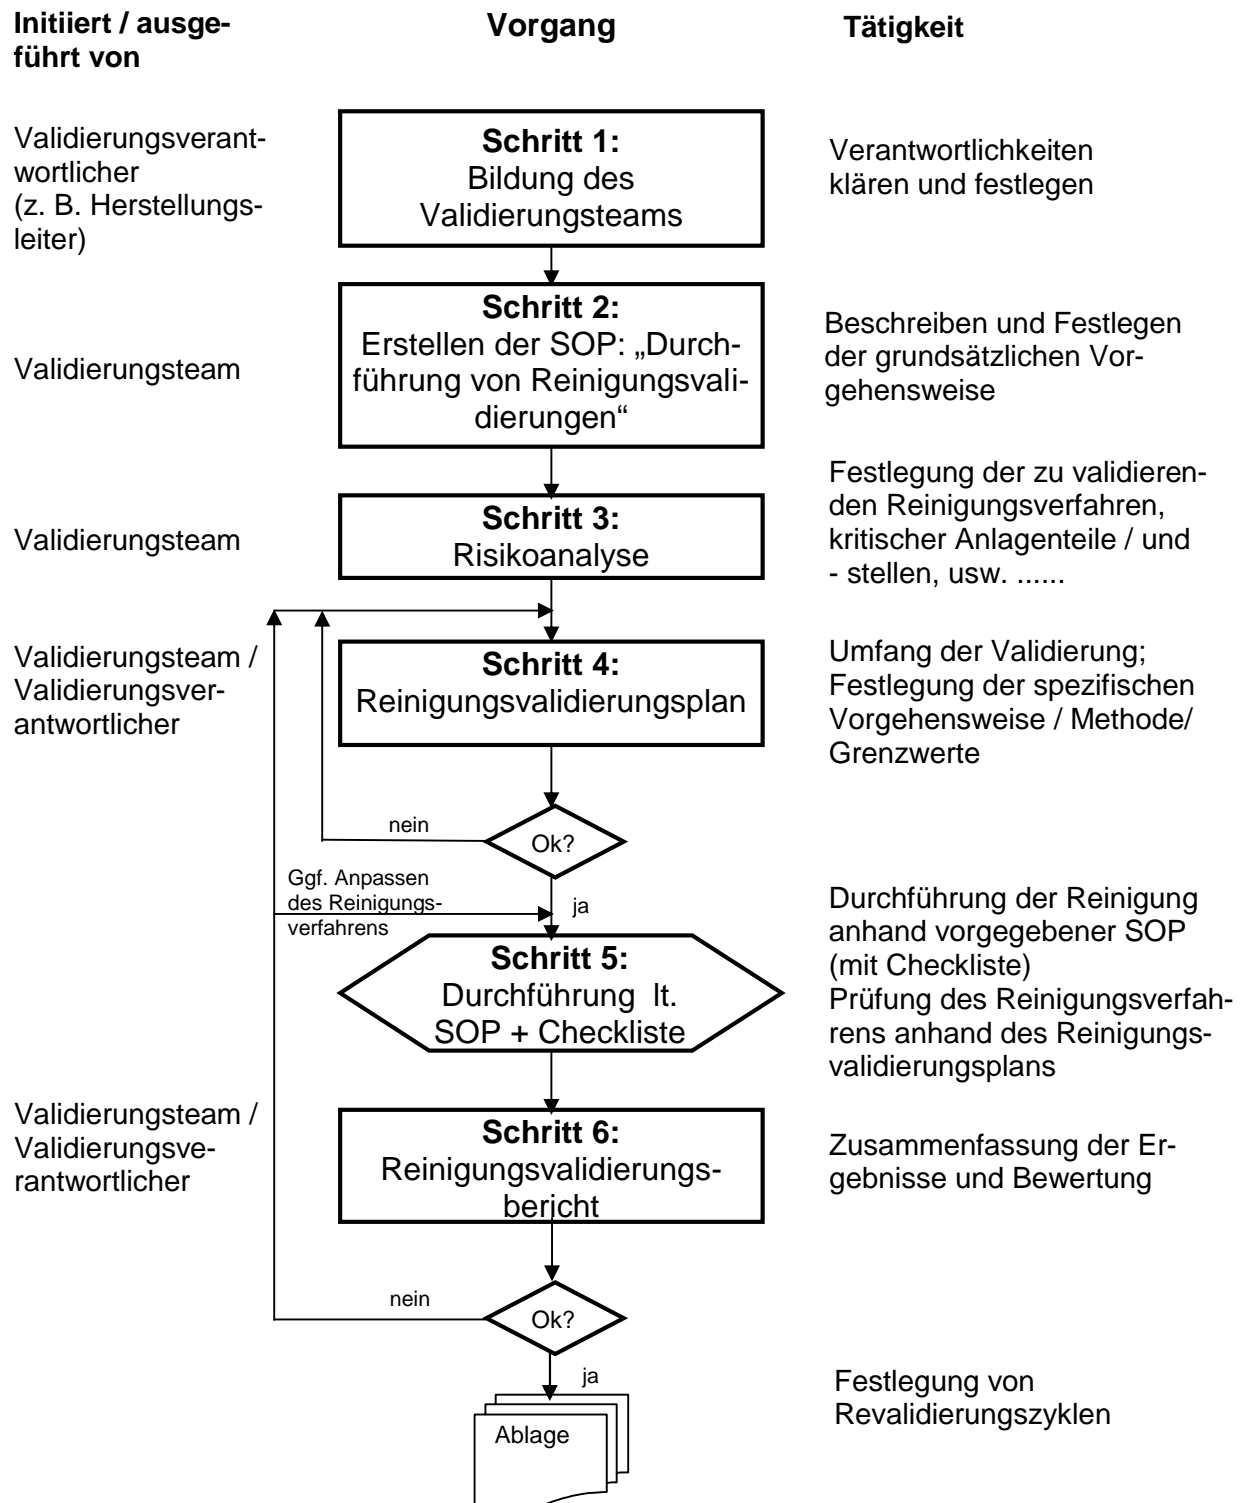 Initiiert / ausge-
führt von
Vorgang
Tätigkeit
Validierungsverant-
wortlicher
(z. B. Herstellungs-
leiter)
Schritt 1:
Bildung des
Validierungsteams
Verantwortlichkeiten
klären und festlegen
Validierungsteam
Schritt 2:
Erstellen der SOP: „Durch-
führung von Reinigungsvali-
dierungen“
Beschreiben und Festlegen
der grundsätzlichen Vor-
gehensweise
Validierungsteam
Schritt 3:
Risikoanalyse
Festlegung der zu validieren-
den Reinigungsverfahren,
kritischer Anlagenteile / und
- stellen, usw. ......
Validierungsteam /
Validierungsver-
antwortlicher
Schritt 4:
Reinigungsvalidierungsplan
Umfang der Validierung;
Festlegung der spezifischen
Vorgehensweise / Methode/
Grenzwerte
nein
Ok?
Ggf. Anpassen
des Reinigungs-
verfahrens
ja
Schritt 5:
Durchführung lt.
SOP + Checkliste
Durchführung der Reinigung
anhand vorgegebener SOP
(mit Checkliste)
Prüfung des Reinigungsverfah-
rens anhand des Reinigungs-
validierungsplans
Validierungsteam /
Validierungsve-
rantwortlicher
Schritt 6:
Reinigungsvalidierungs-
bericht
Zusammenfassung der Er-
gebnisse und Bewertung
nein
Ok?
ja
Ablage
Festlegung von
Revalidierungszyklen